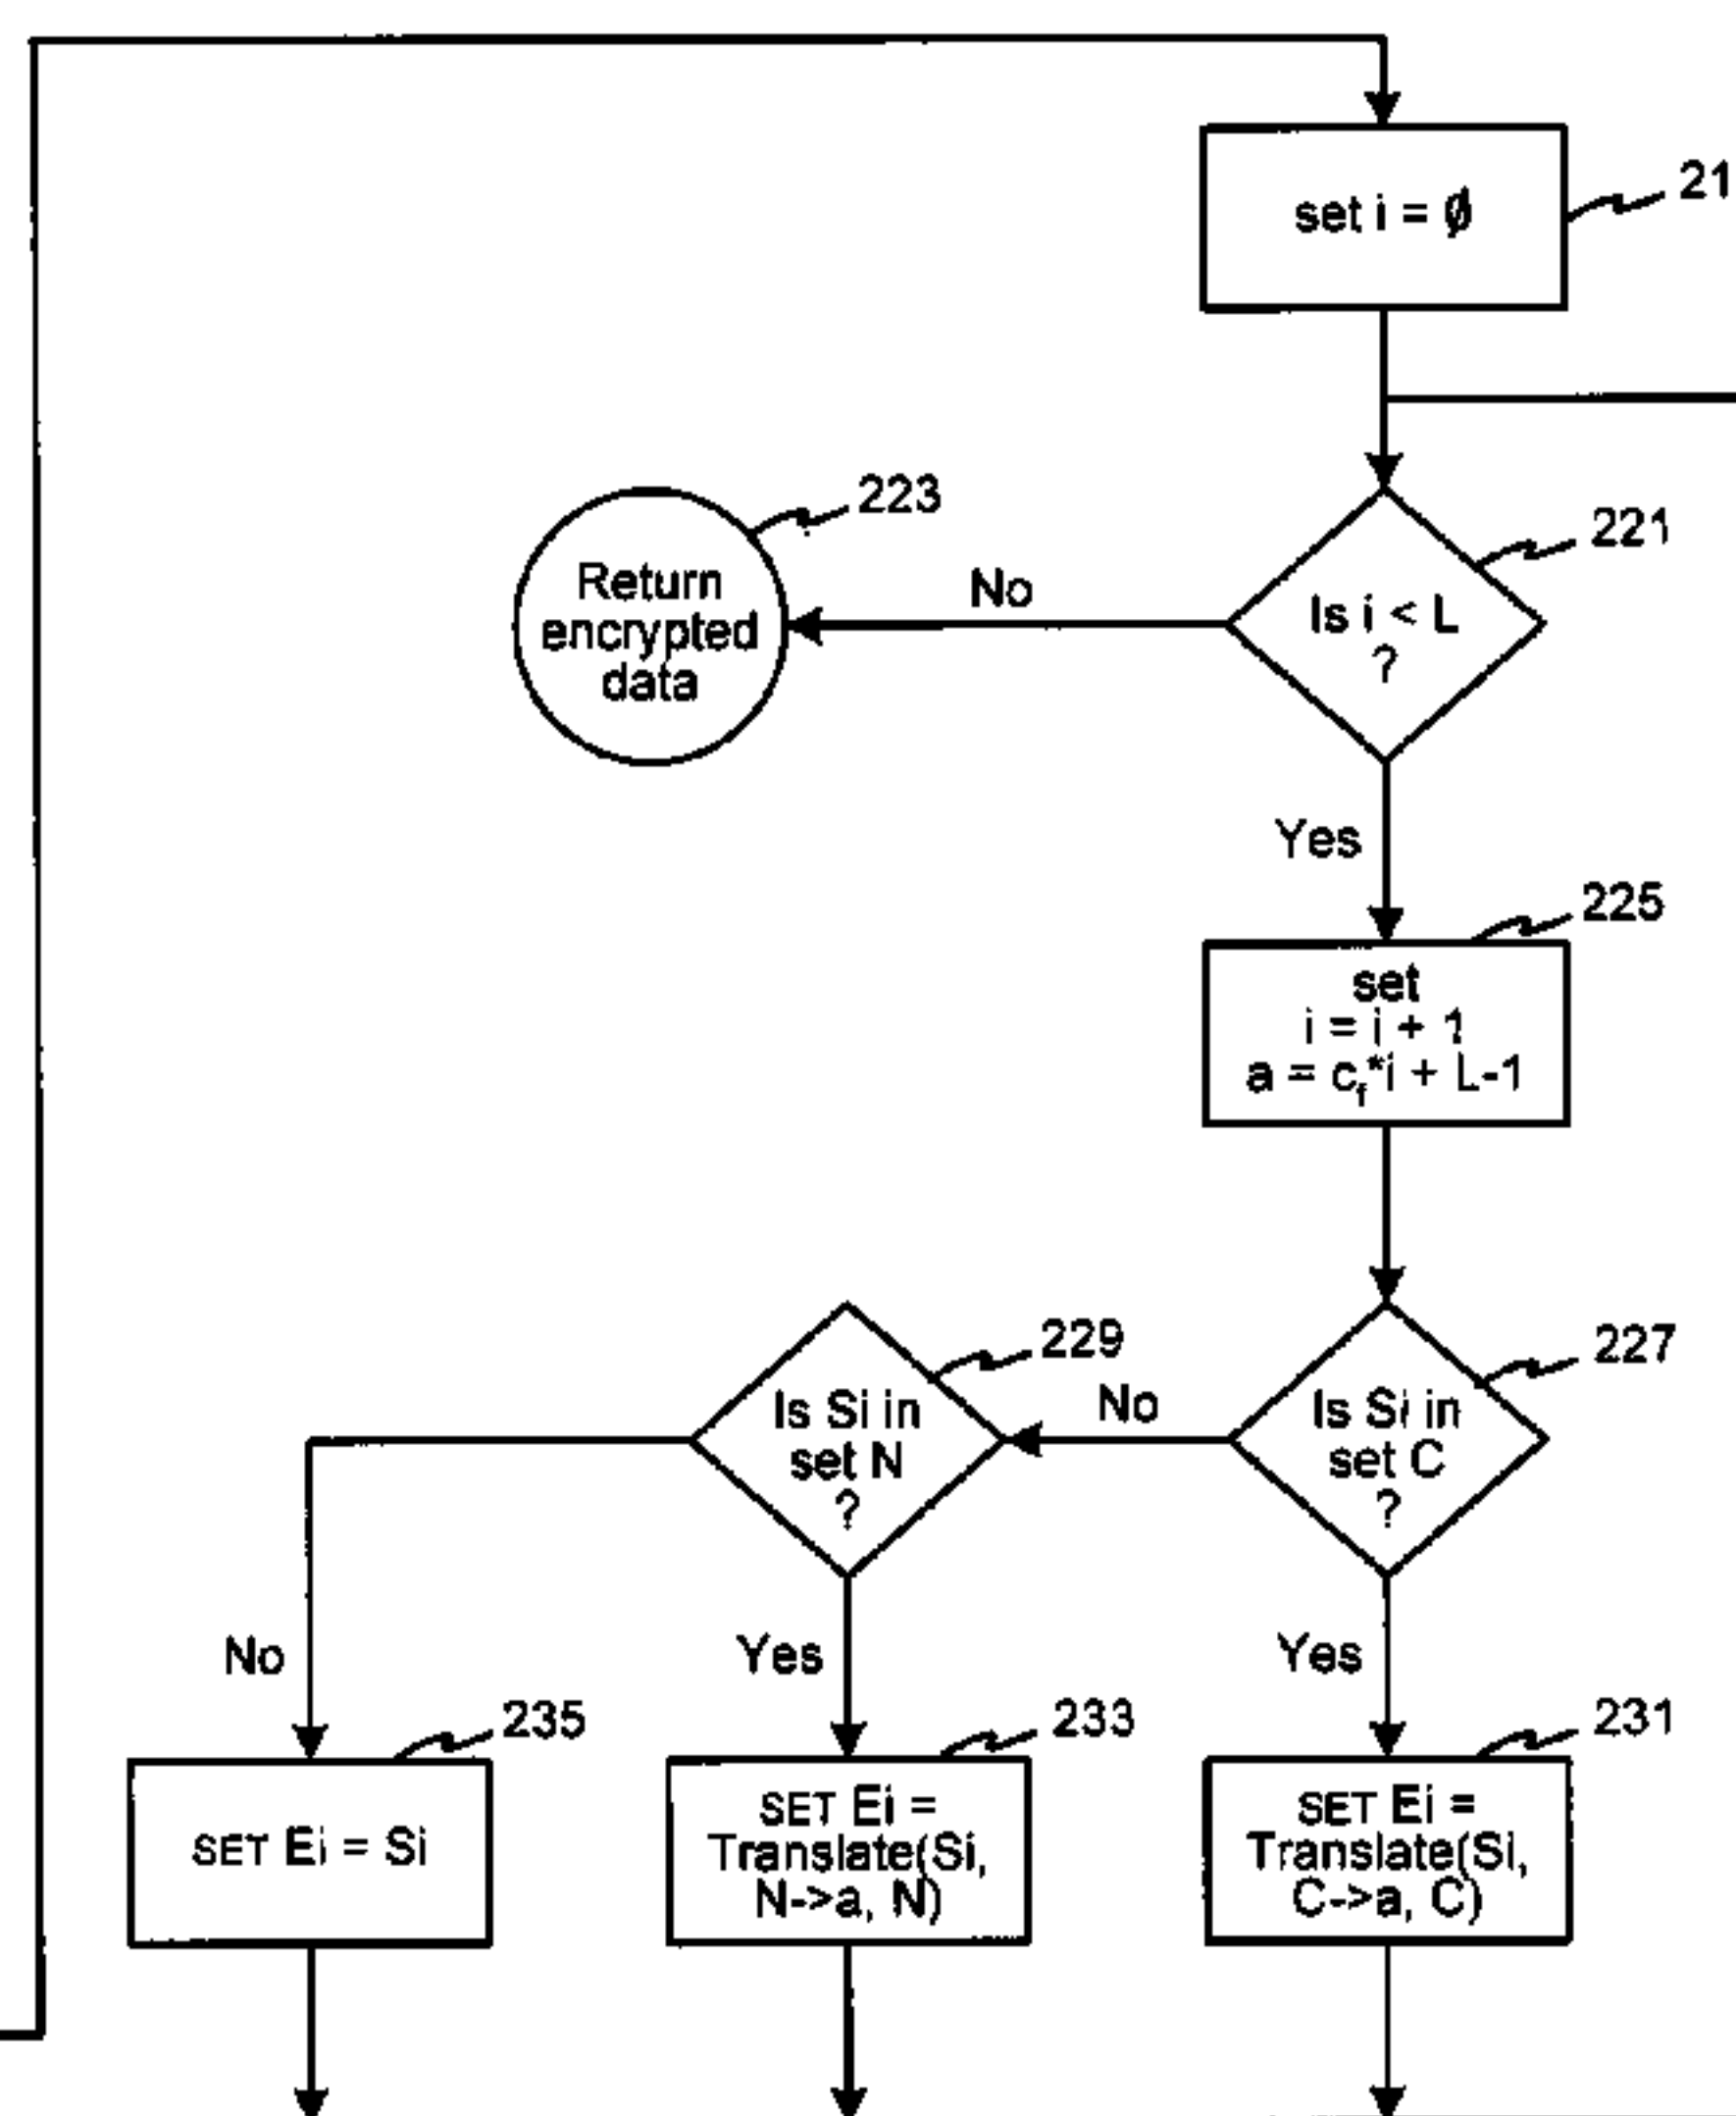 set i = 0
21
223
Return
encrypted
data
No
221
Is i < L
?
Yes
225
set
i = i + 1
a = cf*i + L-1
229
Is Si in
set N
?
No
227
Is Si in
set C
?
No
Yes
Yes
235
SET Ei = Si
233
SET Ei =
Translate(Si,
N->a, N)
231
SET Ei =
Translate(Si,
C->a, C)